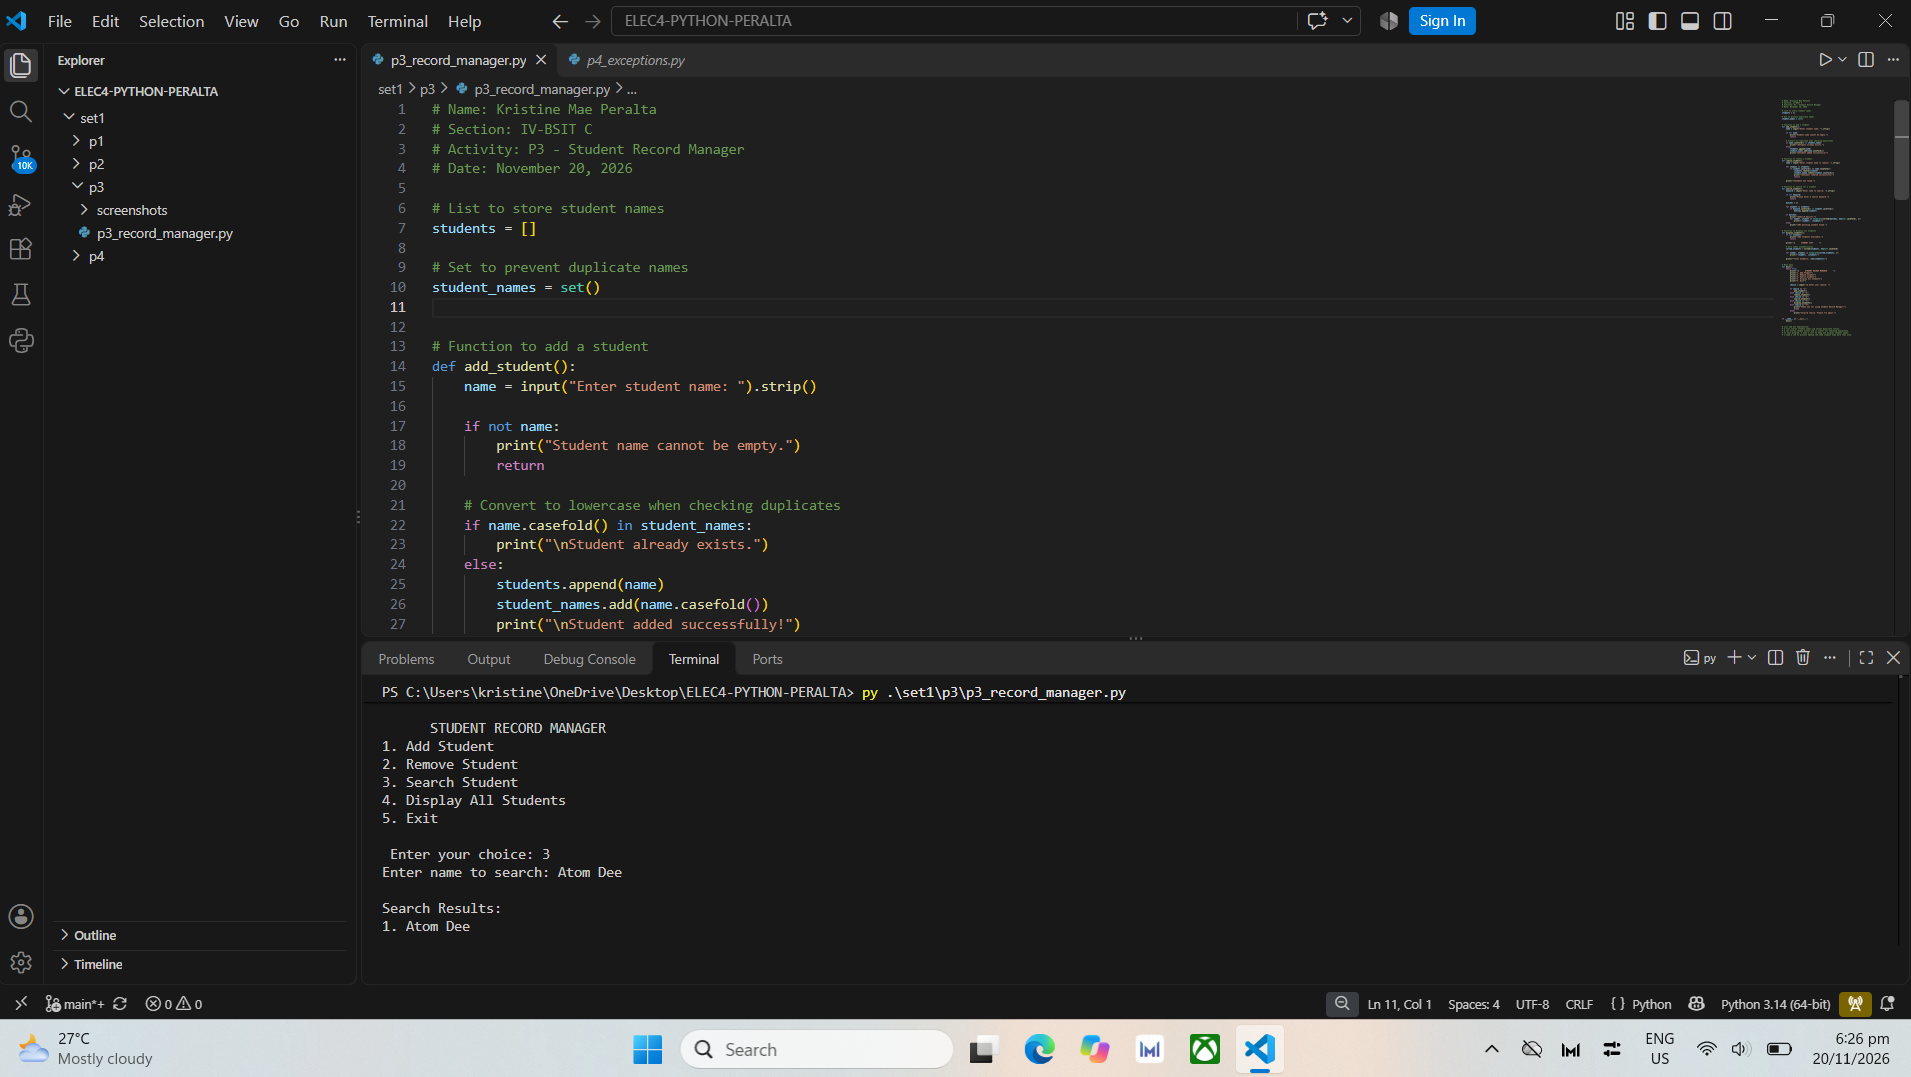 File Edit Selection View Go Run Terminal Help
ELEC4-PYTHON-PERALTA
Sign In
Explorer
ELEC4-PYTHON-PERALTA
set1
p1
p2
p3
screenshots
p3_record_manager.py
p4
Outline
Timeline
10K
p3_record_manager.py
p4_exceptions.py
set1 > p3 > p3_record_manager.py > ...
1 # Name: Kristine Mae Peralta
2 # Section: IV-BSIT C
3 # Activity: P3 - Student Record Manager
4 # Date: November 20, 2026
5
6 # List to store student names
7 students = []
8
9 # Set to prevent duplicate names
10 student_names = set()
11
12
13 # Function to add a student
14 def add_student():
15 name = input("Enter student name: ").strip()
16
17 if not name:
18 print("Student name cannot be empty.")
19 return
20
21 # Convert to lowercase when checking duplicates
22 if name.casefold() in student_names:
23 print("\nStudent already exists.")
24 else:
25 students.append(name)
26 student_names.add(name.casefold())
27 print("\nStudent added successfully!")
Problems Output Debug Console Terminal Ports
py
PS C:\Users\kristine\OneDrive\Desktop\ELEC4-PYTHON-PERALTA> py .\set1\p3\p3_record_manager.py
STUDENT RECORD MANAGER
1. Add Student
2. Remove Student
3. Search Student
4. Display All Students
5. Exit
Enter your choice: 3
Enter name to search: Atom Dee
Search Results:
1. Atom Dee
main*+ 0 0
Ln 11, Col 1 Spaces: 4 UTF-8 CRLF { } Python Python 3.14 (64-bit)
27°C
Mostly cloudy
Search
ENG
US
6:26 pm
20/11/2026